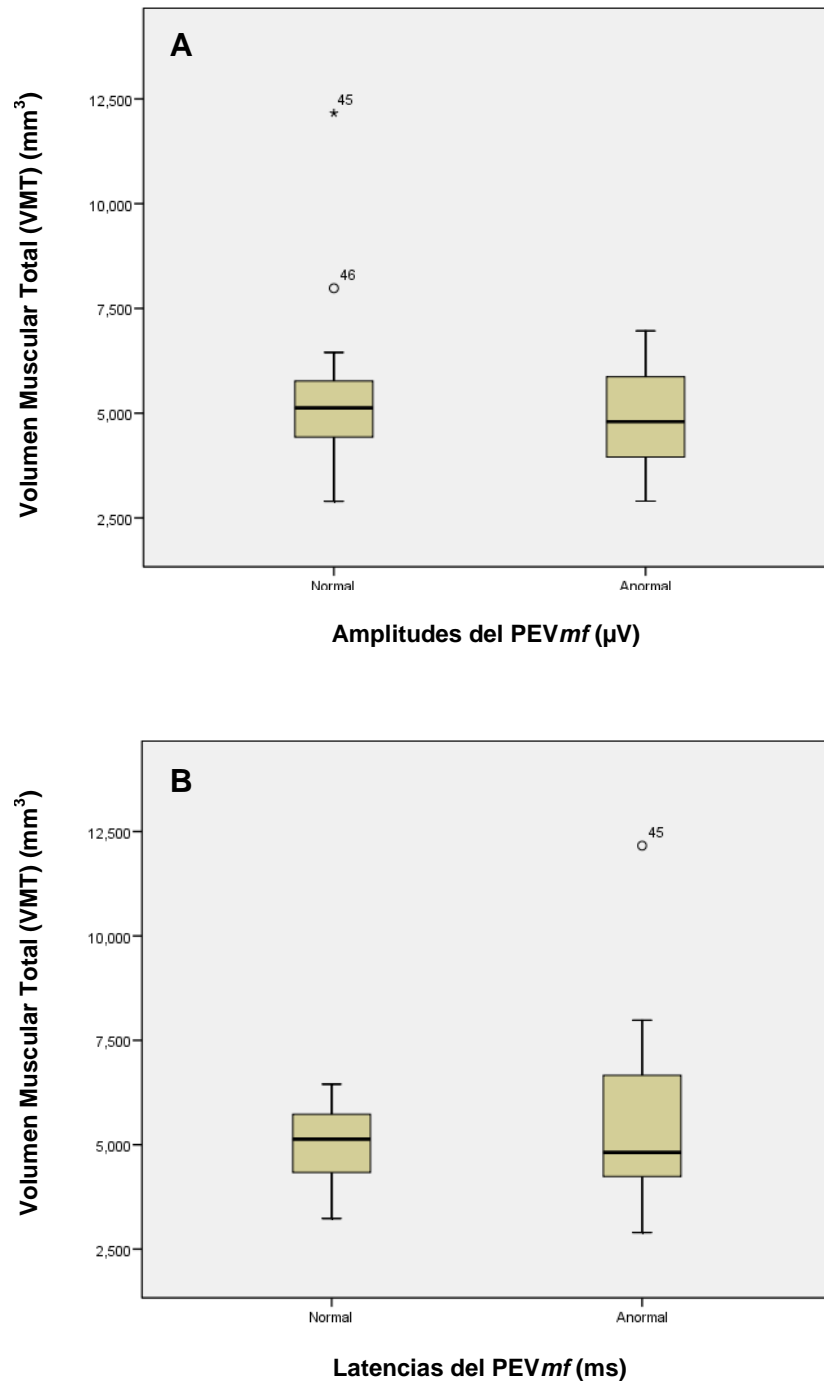 A
Volumen Muscular Total (VMT) (mm³)
12,500
10,000
7,500
5,000
2,500
45
*
46
Normal
Anormal
Amplitudes del PEVmf (µV)
B
Volumen Muscular Total (VMT) (mm³)
12,500
10,000
7,500
5,000
2,500
45
Normal
Anormal
Latencias del PEVmf (ms)